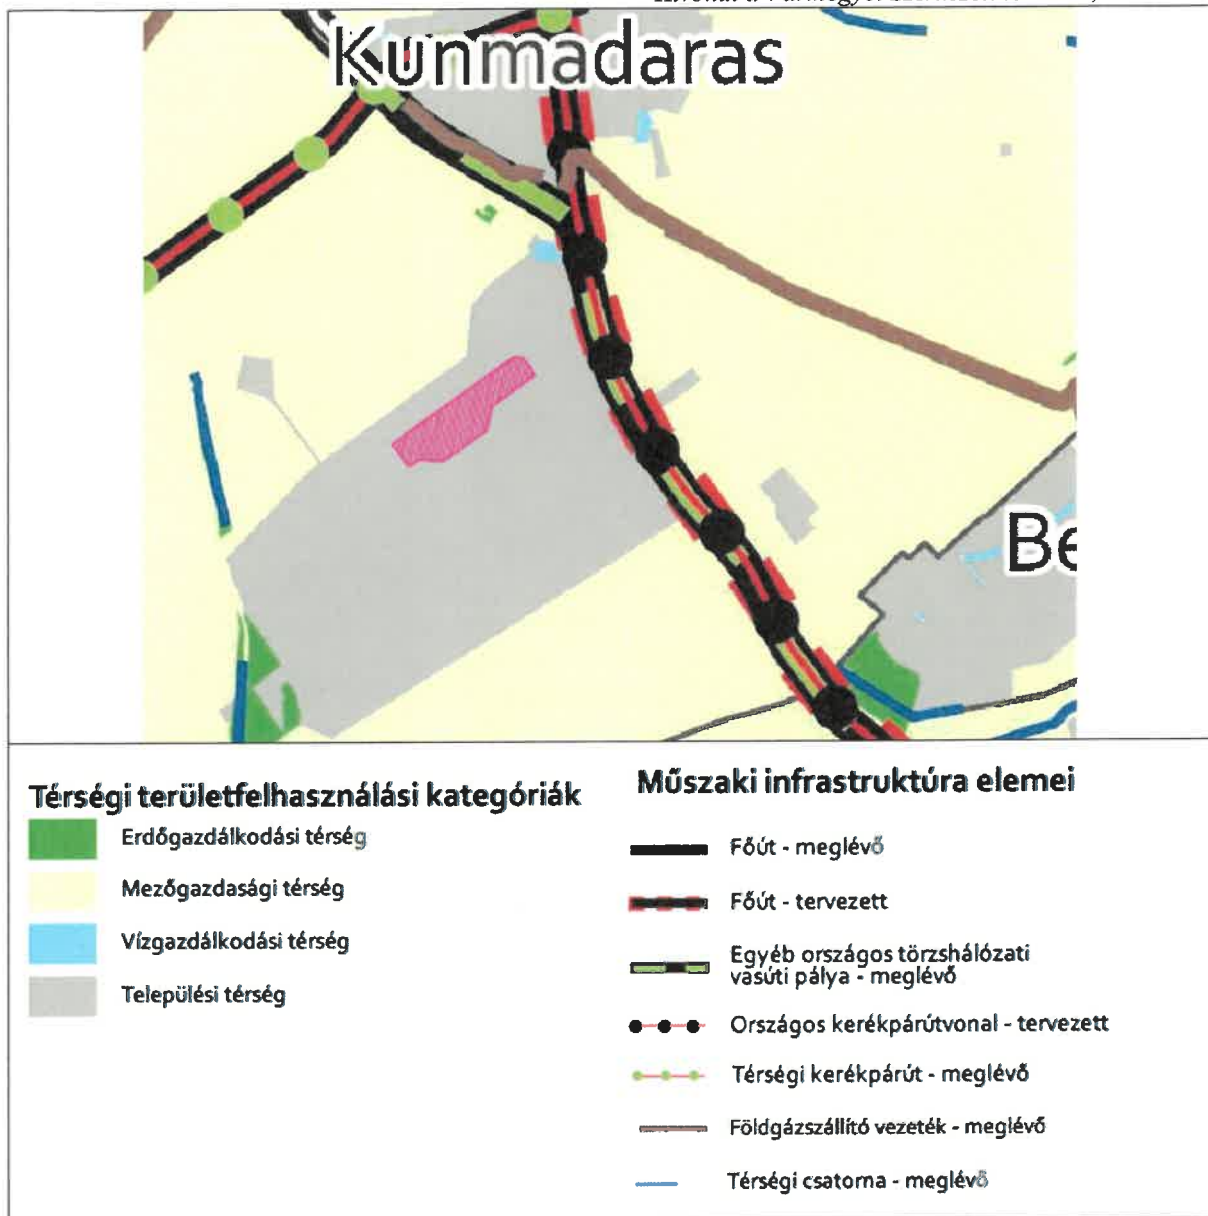 Kunmadaras
Be
Térségi területfelhasználási kategóriák
Erdőgazdálkodási térség
Mezőgazdasági térség
Vízgazdálkodási térség
Települési térség
Műszaki infrastruktúra elemei
Főút - meglévő
Főút - tervezett
Egyéb országos törzshálózati
vasúti pálya - meglévő
Országos kerékpárútvonal - tervezett
Térségi kerékpárút - meglévő
Földgázszállító vezeték - meglévő
Térségi csatorna - meglévő